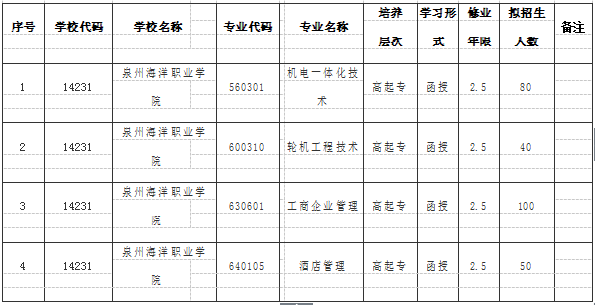 序号 学校代码 学校名称 专业代码 专业名称 培养层次 学习形式 修业年限 拟招生人数 备注
1 14231 泉州海洋职业学院 560301 机电一体化技术 高起专 函授 2.5 80
2 14231 泉州海洋职业学院 600310 轮机工程技术 高起专 函授 2.5 40
3 14231 泉州海洋职业学院 630601 工商企业管理 高起专 函授 2.5 100
4 14231 泉州海洋职业学院 640105 酒店管理 高起专 函授 2.5 50